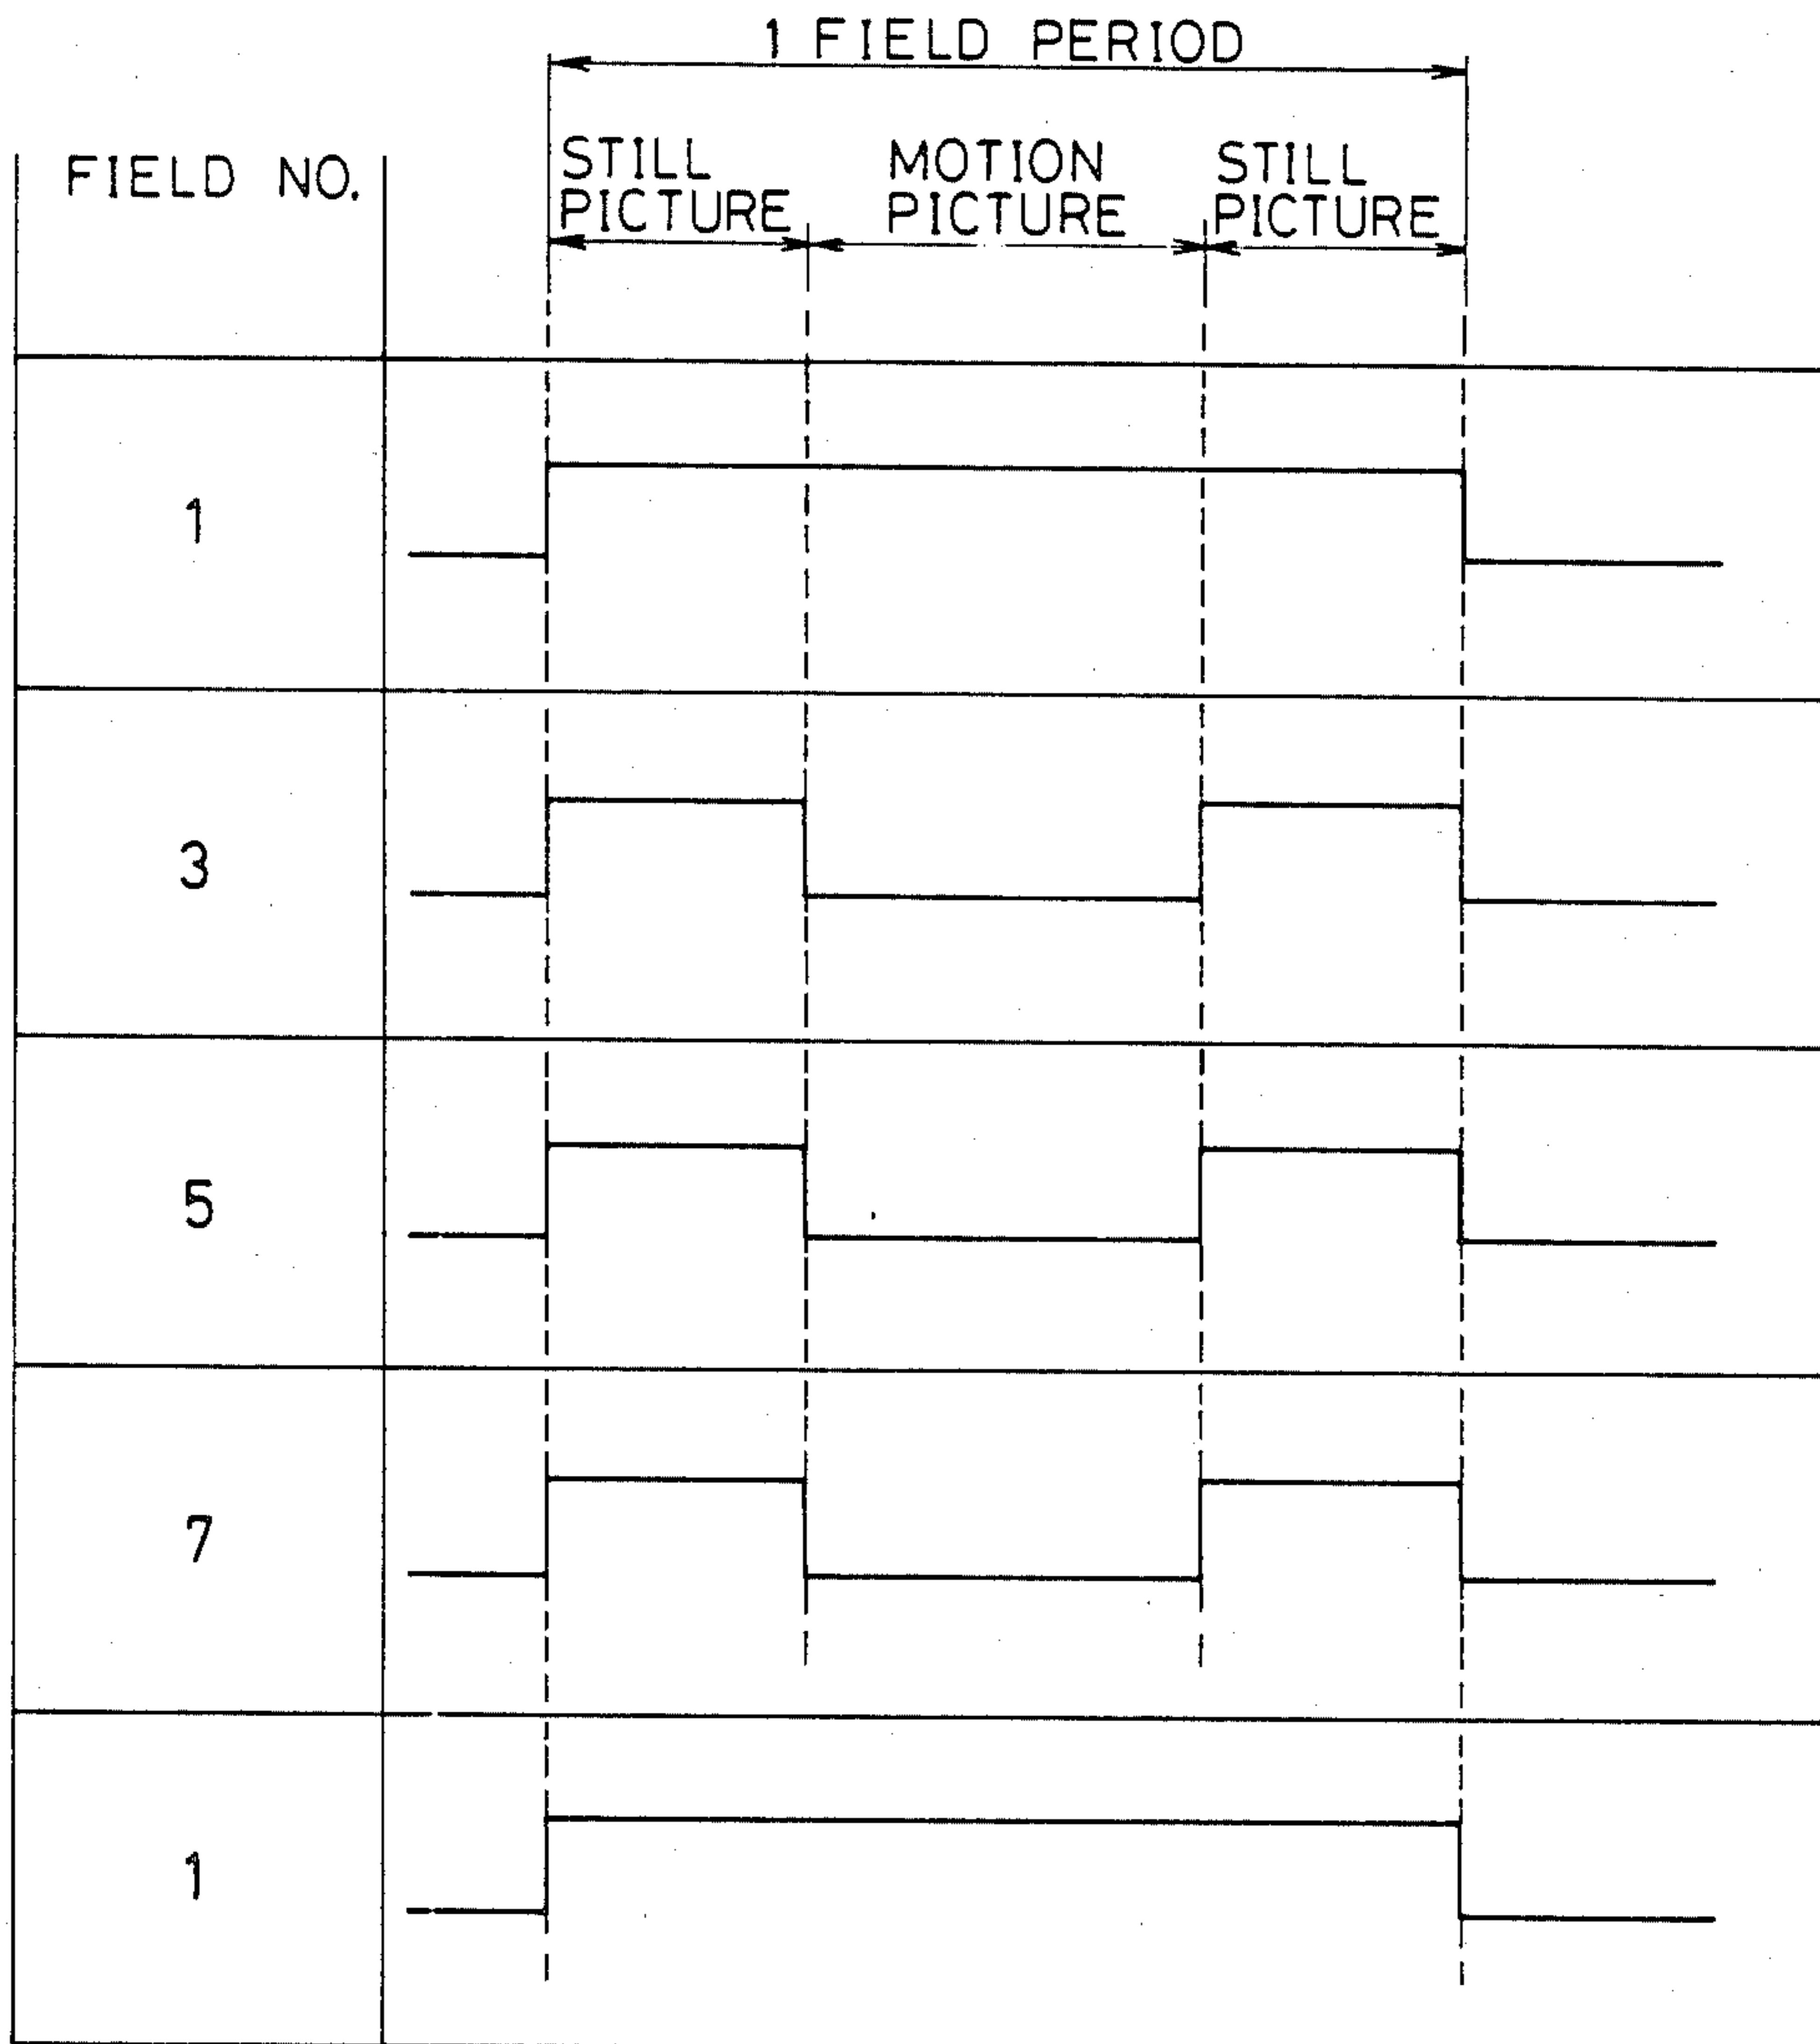 1 FIELD PERIOD
FIELD NO.
STILL
PICTURE
MOTION
PICTURE
STILL
PICTURE
1
3
5
7
1